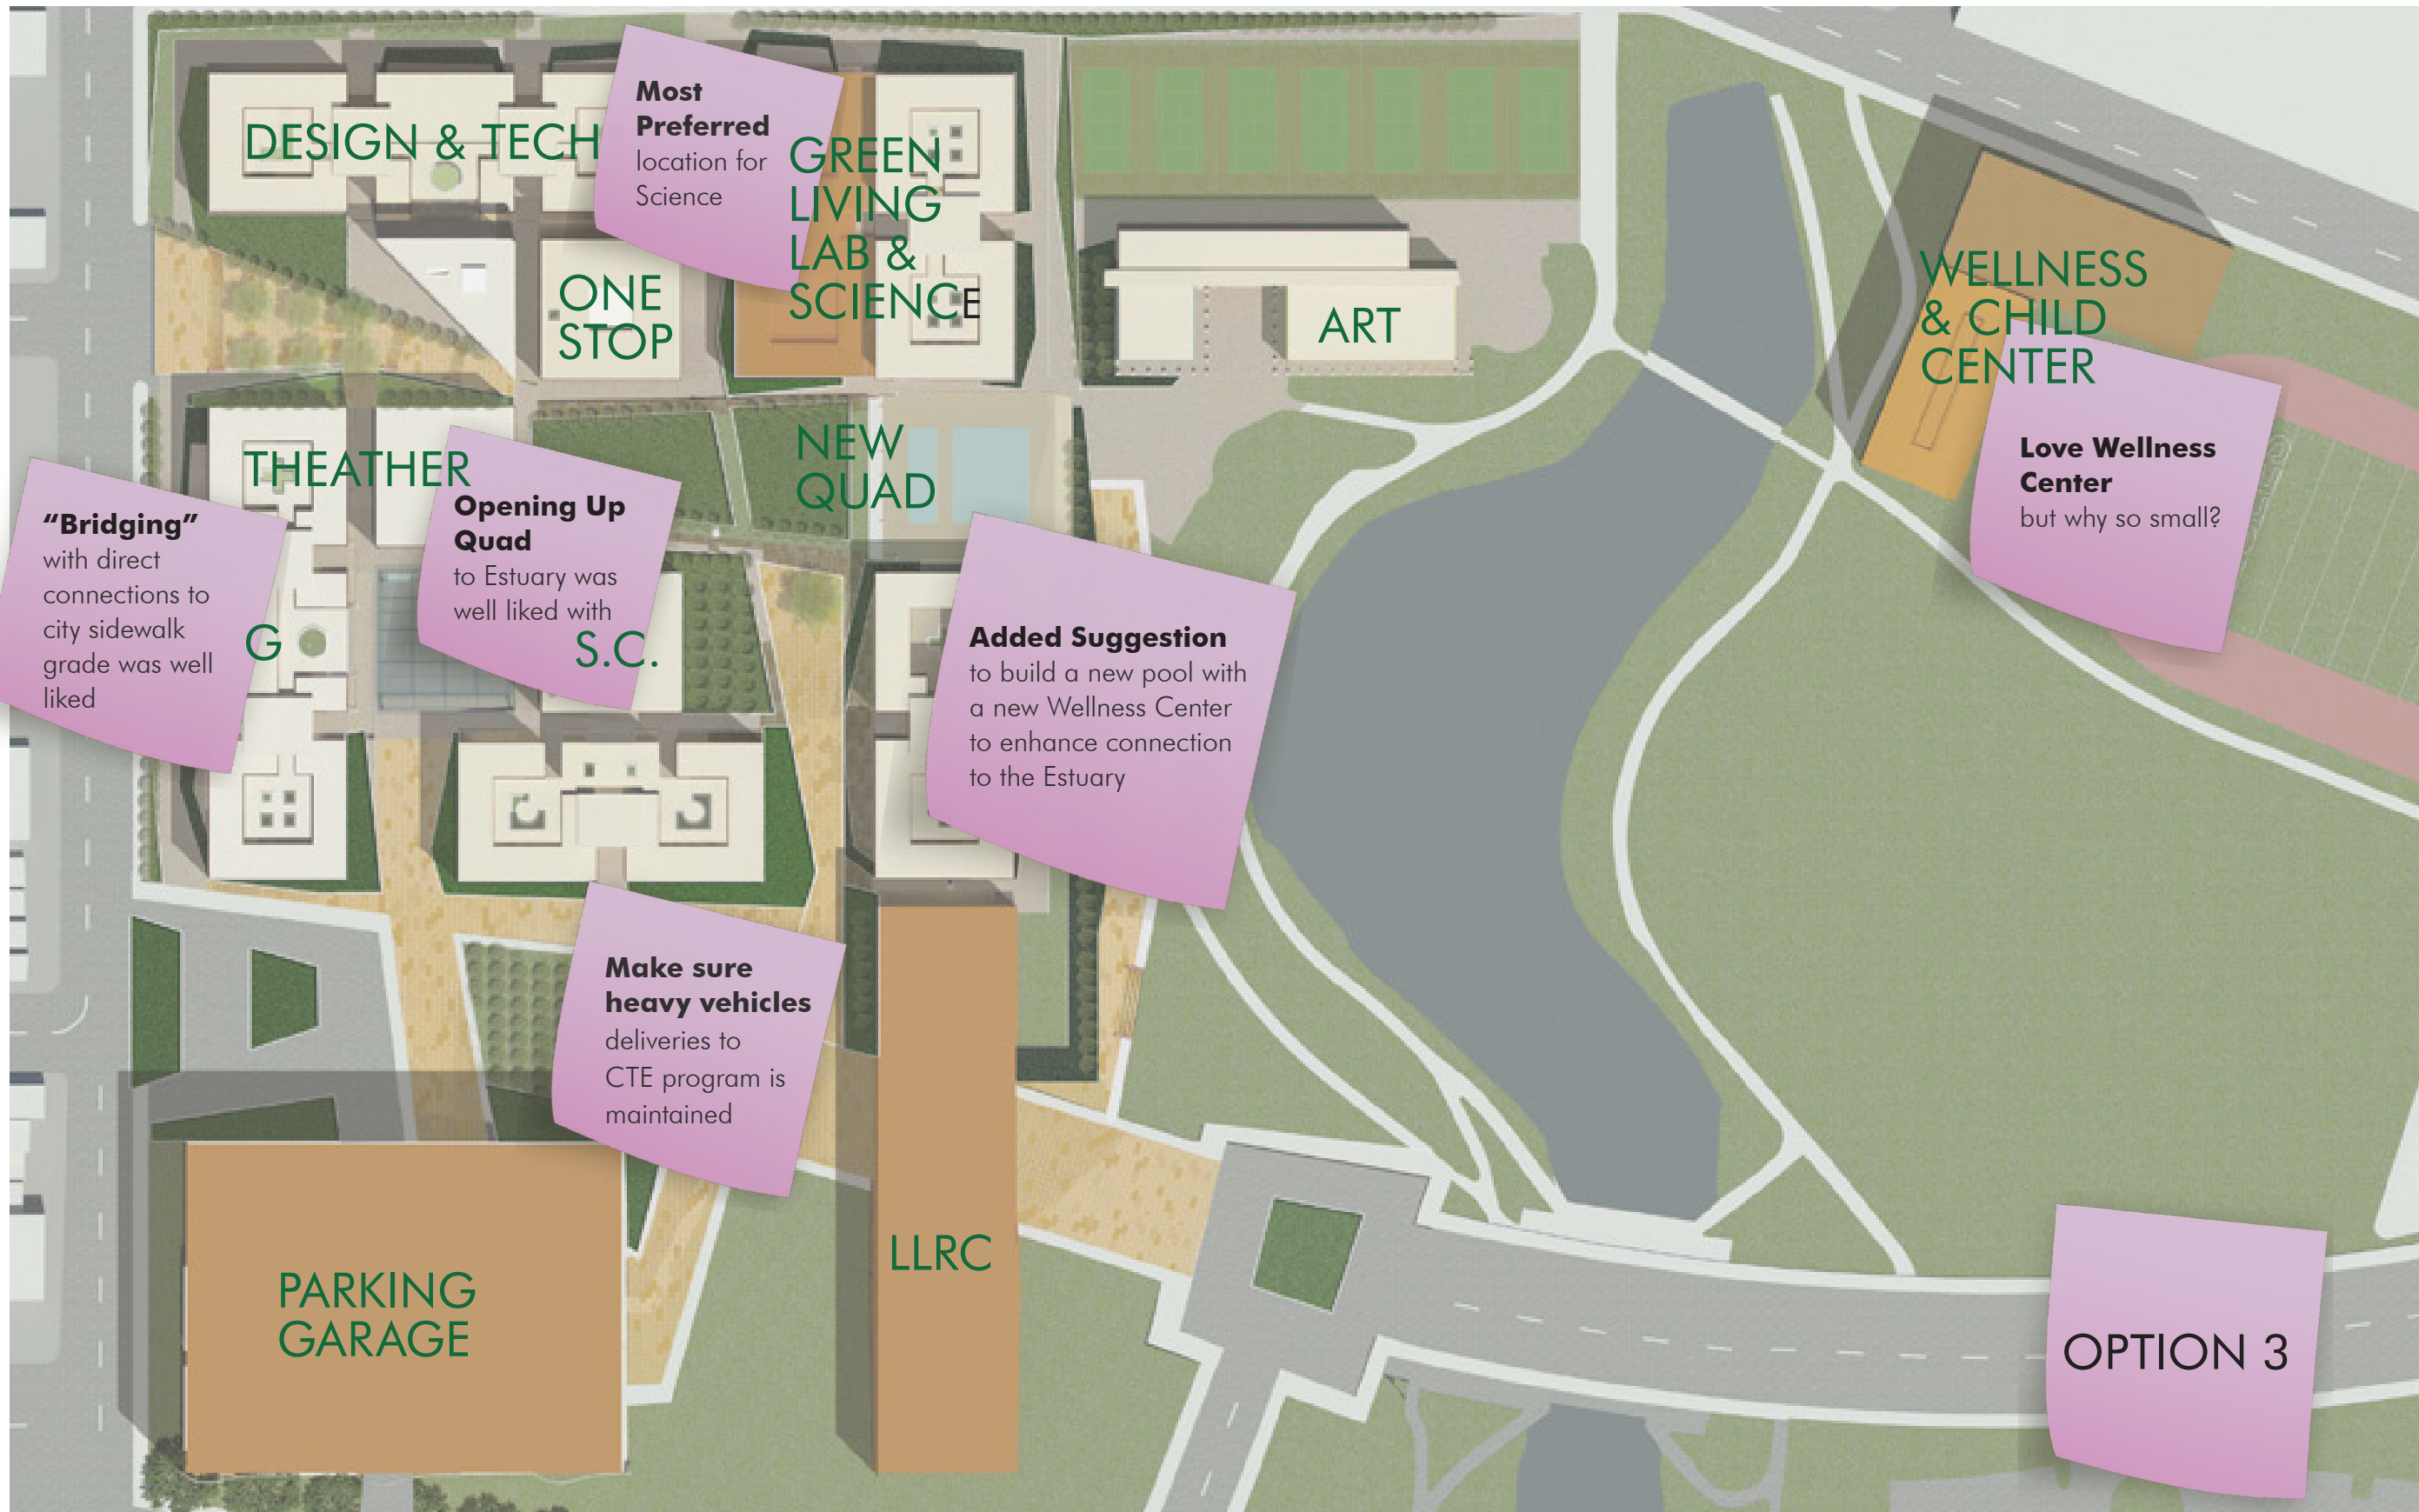 DESIGN & TECH
Most
Preferred
location for
Science
GREEN
LIVING
LAB &
SCIENCE
ONE
STOP
ART
WELLNESS
& CHILD
CENTER
Love Wellness
Center
but why so small?
THEATHER
NEW
QUAD
“Bridging”
with direct
connections to
city sidewalk
grade was well
liked
G
Opening Up
Quad
to Estuary was
well liked with
S.C.
Added Suggestion
to build a new pool with
a new Wellness Center
to enhance connection
to the Estuary
Make sure
heavy vehicles
deliveries to
CTE program is
maintained
PARKING
GARAGE
LLRC
OPTION 3